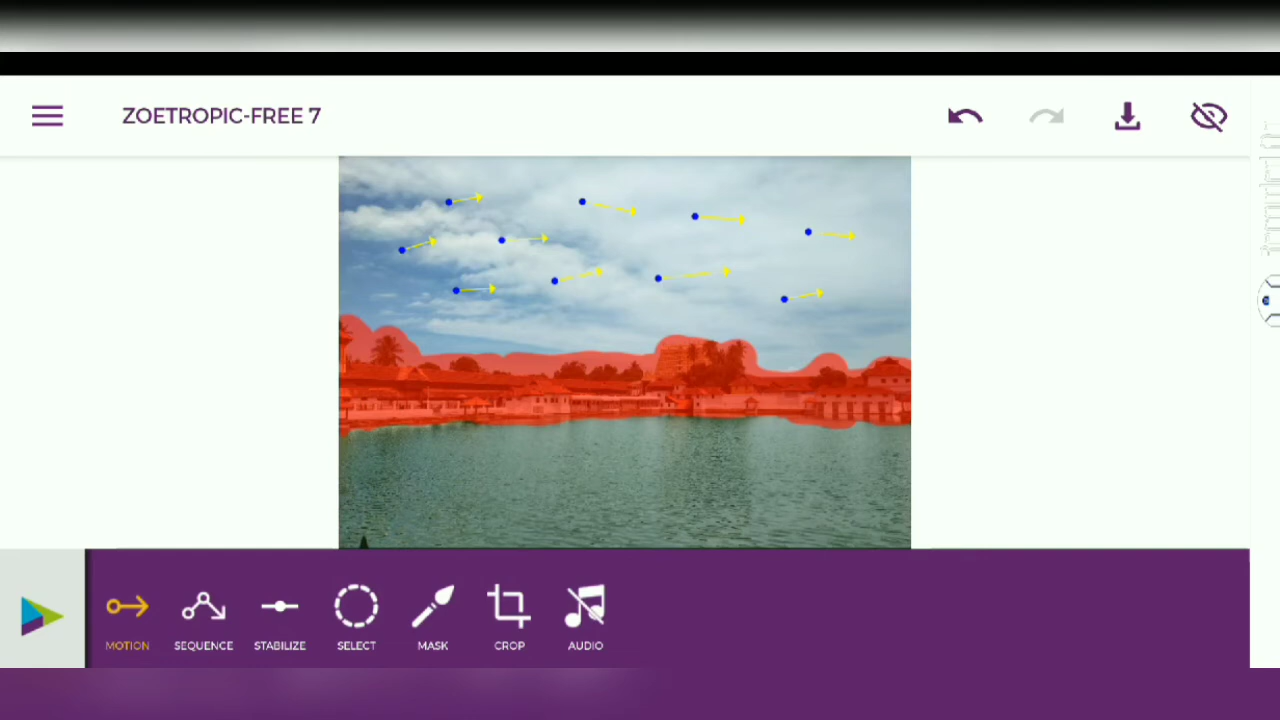 ZOETROPIC-FREE 7
MOTION
SEQUENCE
STABILIZE
SELECT
MASK
CROP
AUDIO